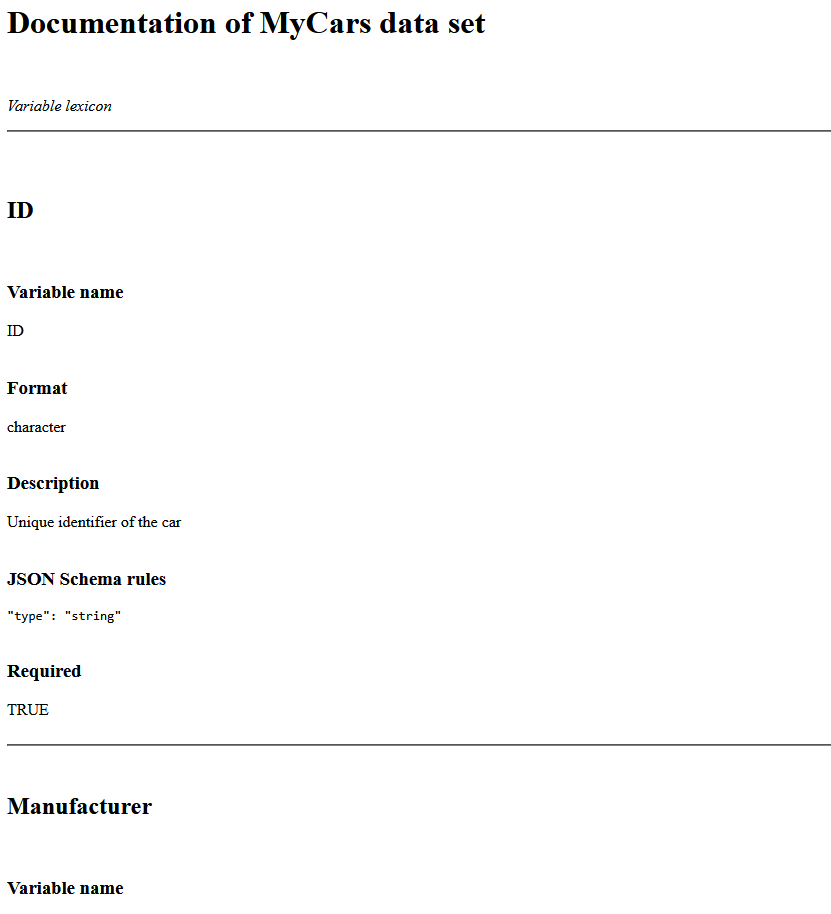 Documentation of MyCars data set
Variable lexicon
ID
Variable name
ID
Format
character
Description
Unique identifier of the car
JSON Schema rules
"type": "string"
Required
TRUE
Manufacturer
Variable name